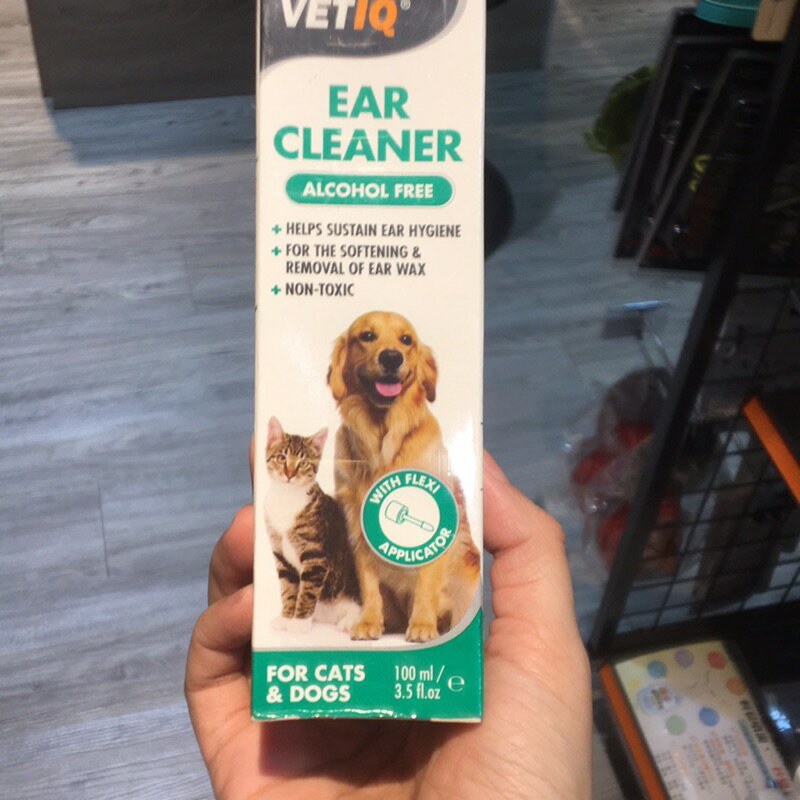 VETIQ®
EAR
CLEANER
ALCOHOL FREE
+ HELPS SUSTAIN EAR HYGIENE
+ FOR THE SOFTENING &
REMOVAL OF EAR WAX
+ NON-TOXIC
WITH FLEXI
APPLICATOR
FOR CATS
& DOGS
100 ml /
3.5 fl.oz ℮